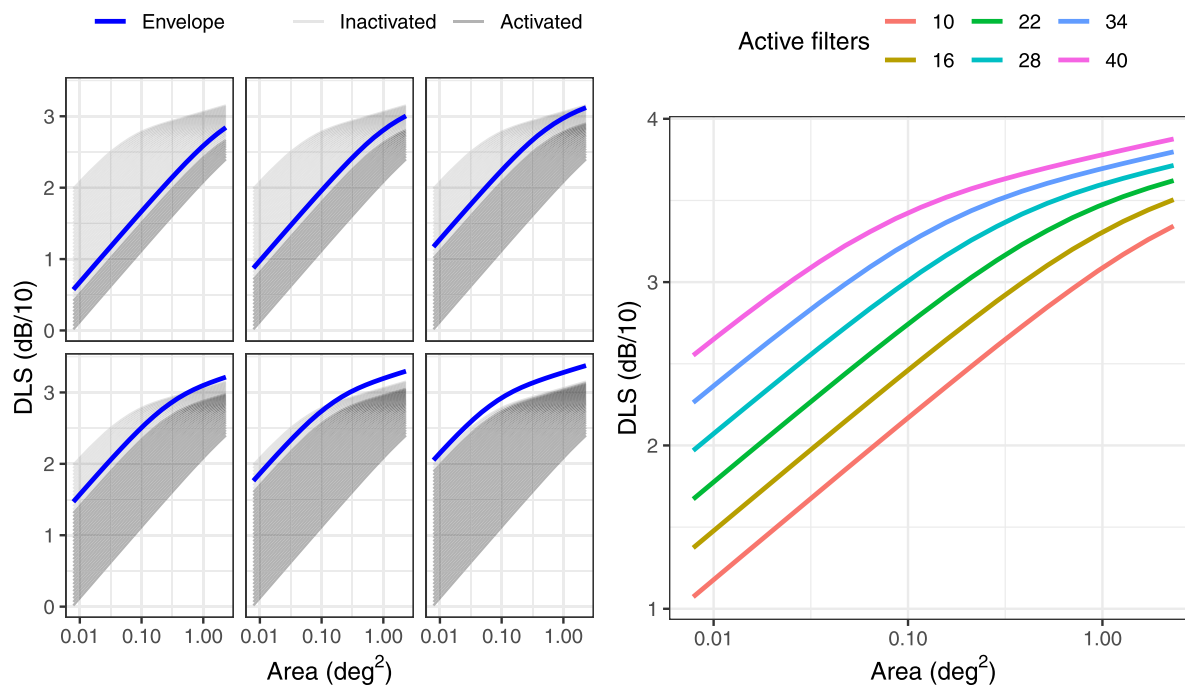 Envelope Inactivated Activated
3
2
1
0
3
2
1
0
DLS (dB/10)
0.01 0.10 1.00 0.01 0.10 1.00 0.01 0.10 1.00
Area (deg²)
Active filters
10 22 34
16 28 40
4
3
2
1
DLS (dB/10)
0.01 0.10 1.00
Area (deg²)